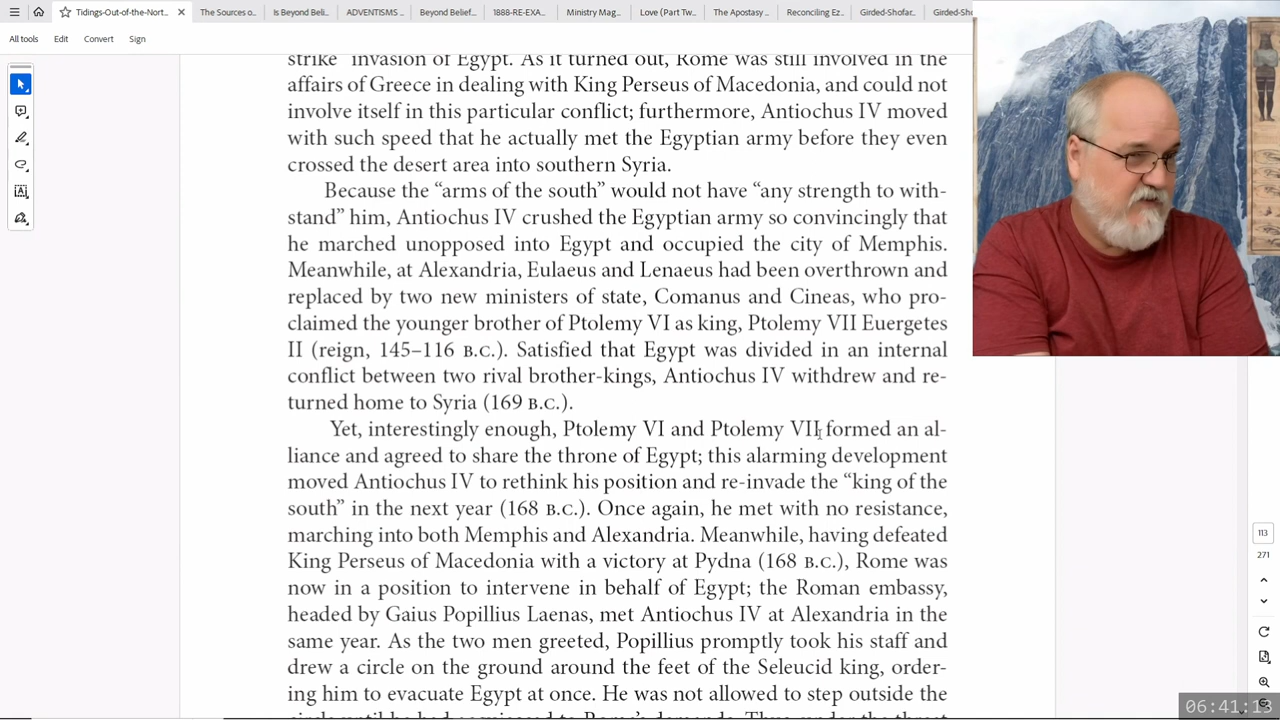 Tidings-Out-of-the-Nort...
The Sources o...
Is Beyond Beli...
ADVENTISMS ...
Beyond Belief...
1888-RE-EXA...
Ministry Mag...
Love (Part Tw...
The Apostasy ...
Reconciling Ez...
Girded-Shofar...
Girded-Sho
All tools Edit Convert Sign
strike" invasion of Egypt. As it turned out, Rome was still involved in the
affairs of Greece in dealing with King Perseus of Macedonia, and could not
involve itself in this particular conflict; furthermore, Antiochus IV moved
with such speed that he actually met the Egyptian army before they even
crossed the desert area into southern Syria.
Because the “arms of the south” would not have “any strength to with-
stand” him, Antiochus IV crushed the Egyptian army so convincingly that
he marched unopposed into Egypt and occupied the city of Memphis.
Meanwhile, at Alexandria, Eulaeus and Lenaeus had been overthrown and
replaced by two new ministers of state, Comanus and Cineas, who pro-
claimed the younger brother of Ptolemy VI as king, Ptolemy VII Euergetes
II (reign, 145–116 B.C.). Satisfied that Egypt was divided in an internal
conflict between two rival brother-kings, Antiochus IV withdrew and re-
turned home to Syria (169 B.C.).
Yet, interestingly enough, Ptolemy VI and Ptolemy VII formed an al-
liance and agreed to share the throne of Egypt; this alarming development
moved Antiochus IV to rethink his position and re-invade the “king of the
south” in the next year (168 B.C.). Once again, he met with no resistance,
marching into both Memphis and Alexandria. Meanwhile, having defeated
King Perseus of Macedonia with a victory at Pydna (168 B.C.), Rome was
now in a position to intervene in behalf of Egypt; the Roman embassy,
headed by Gaius Popillius Laenas, met Antiochus IV at Alexandria in the
same year. As the two men greeted, Popillius promptly took his staff and
drew a circle on the ground around the feet of the Seleucid king, order-
ing him to evacuate Egypt at once. He was not allowed to step outside the
113
271
06:41:13